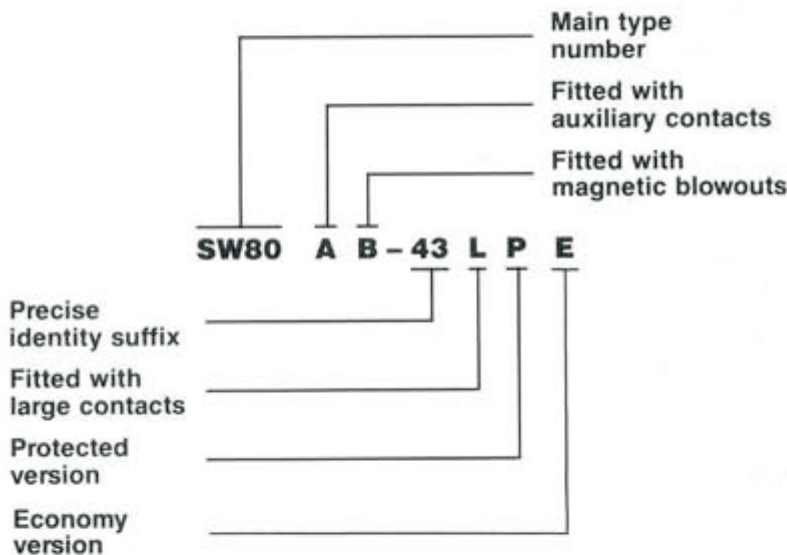 Main type
number
Fitted with
auxiliary contacts
Fitted with
magnetic blowouts
SW80 A B – 43 L P E
Precise
identity suffix
Fitted with
large contacts
Protected
version
Economy
version